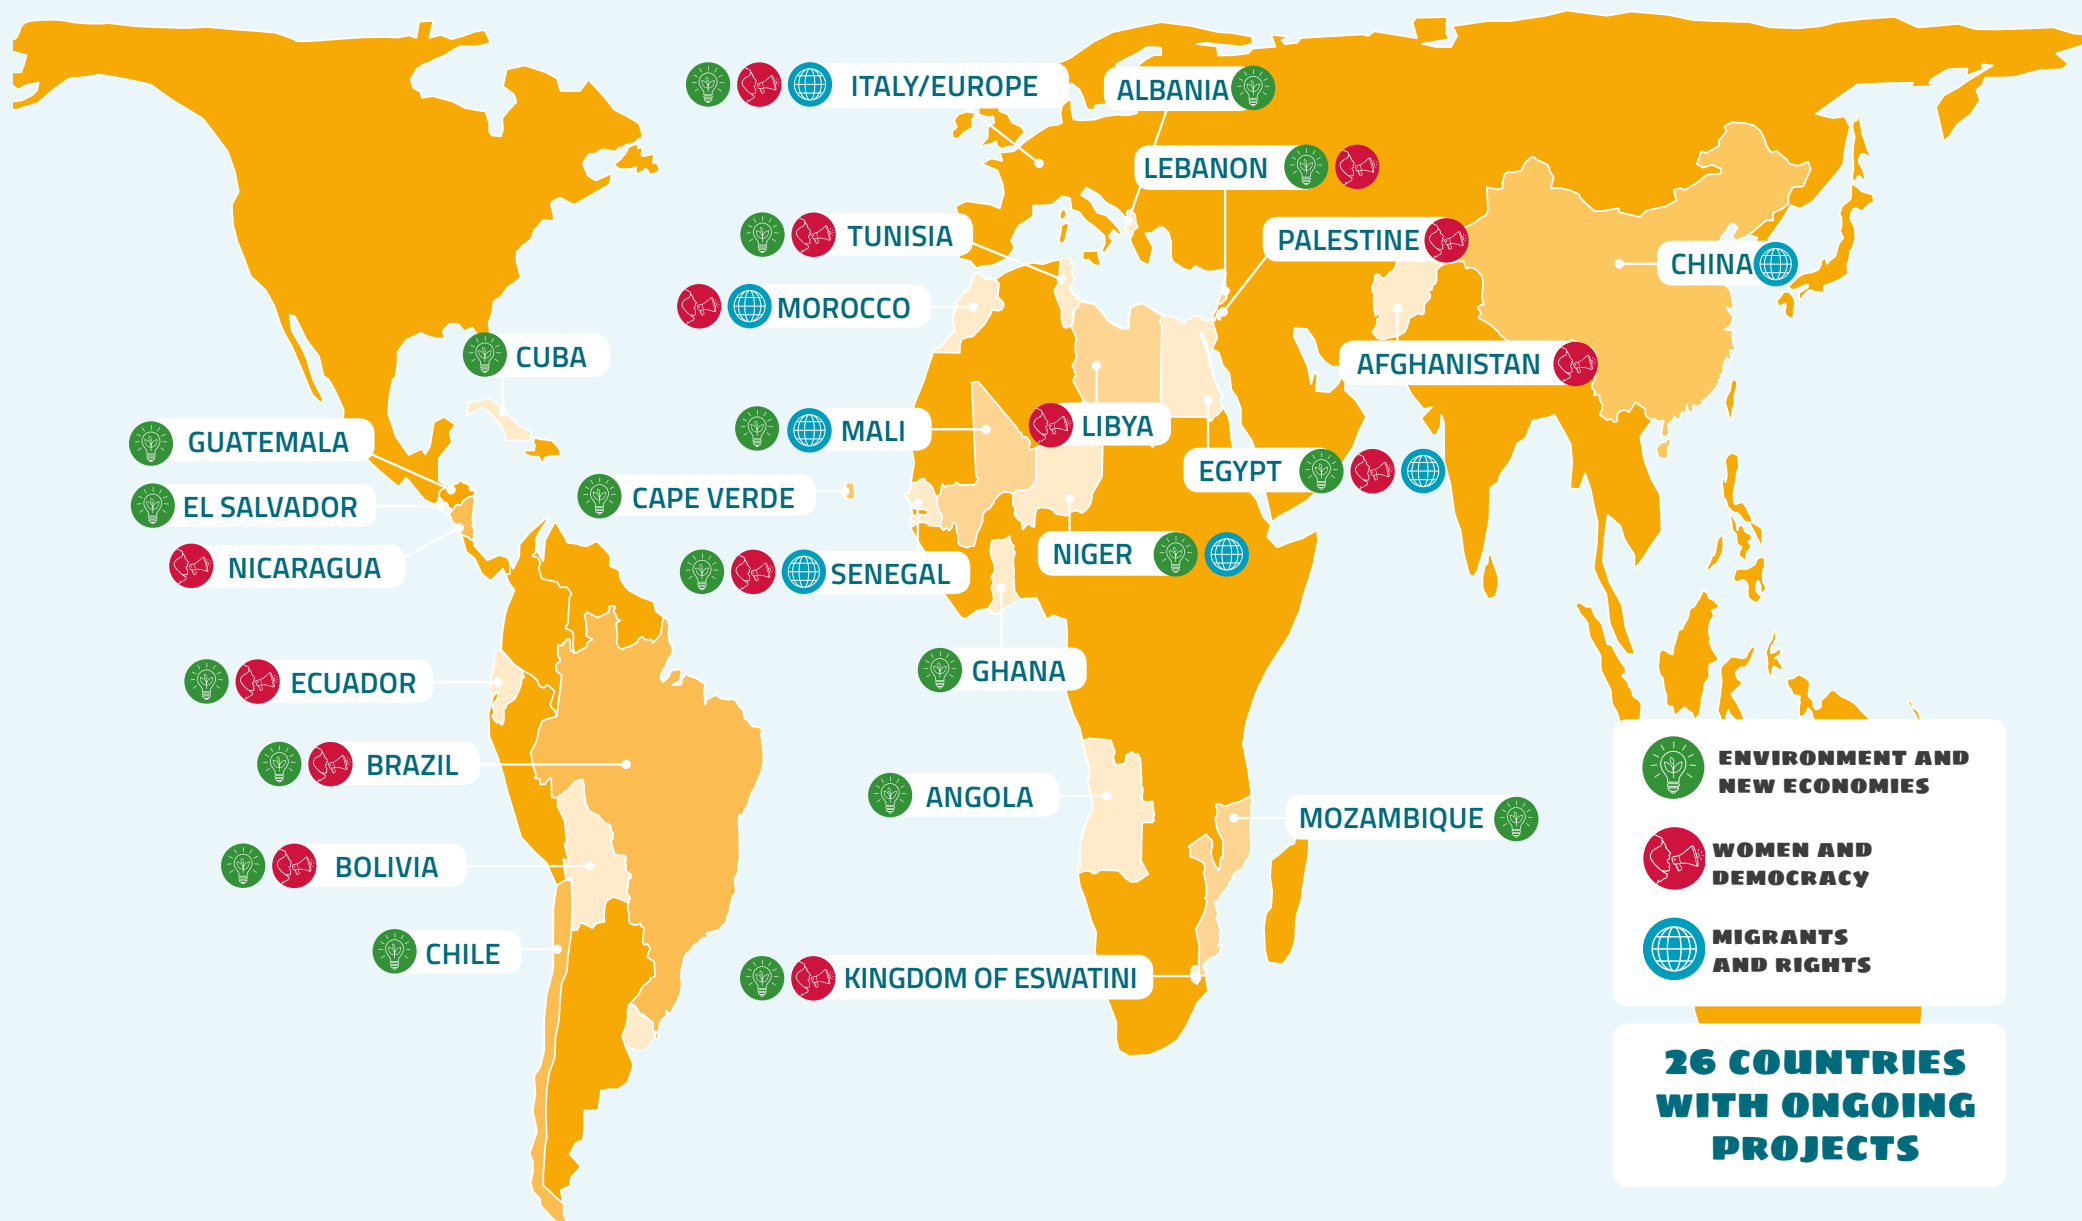 ITALY/EUROPE
ALBANIA
LEBANON
TUNISIA
PALESTINE
CHINA
MOROCCO
CUBA
AFGHANISTAN
MALI
LIBYA
GUATEMALA
EGYPT
CAPE VERDE
EL SALVADOR
NIGER
NICARAGUA
SENEGAL
GHANA
ECUADOR
BRAZIL
ANGOLA
MOZAMBIQUE
BOLIVIA
CHILE
KINGDOM OF ESWATINI
ENVIRONMENT AND
NEW ECONOMIES
WOMEN AND
DEMOCRACY
MIGRANTS
AND RIGHTS
26 COUNTRIES
WITH ONGOING
PROJECTS